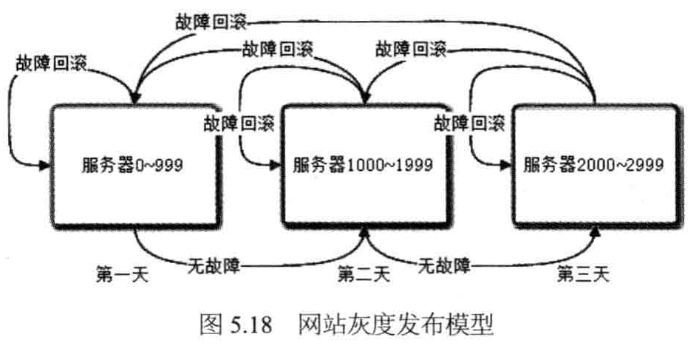 故障回滚
故障回滚 故障回滚 故障回滚
故障回滚 故障回滚
服务器0~999 服务器1000~1999 服务器2000~2999
无故障 无故障
第一天 第二天 第三天
图 5.18 网站灰度发布模型